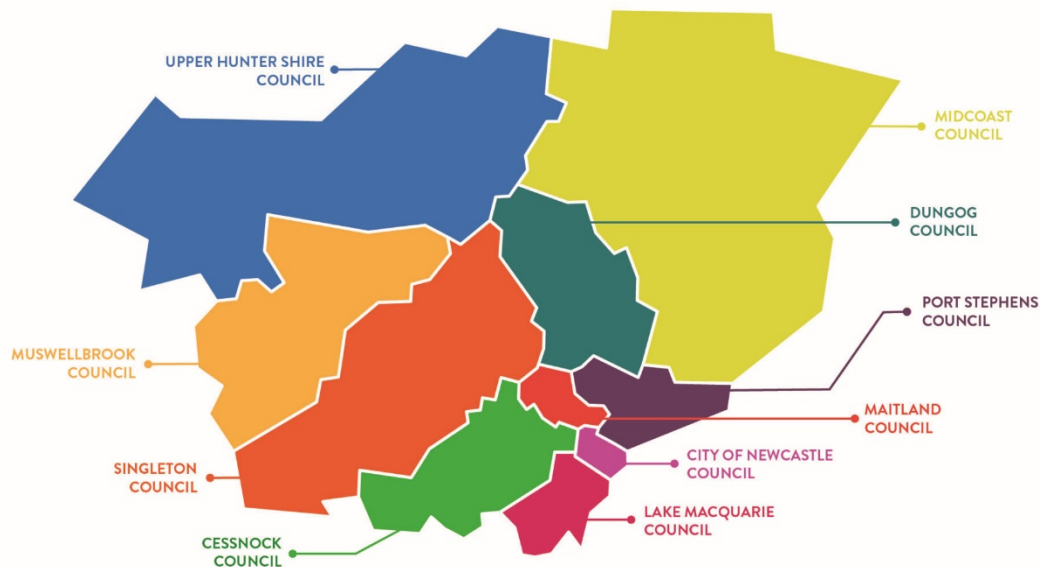 UPPER HUNTER SHIRE
COUNCIL
MIDCOAST
COUNCIL
DUNGOG
COUNCIL
PORT STEPHENS
COUNCIL
MUSWELLBROOK
COUNCIL
MAITLAND
COUNCIL
CITY OF NEWCASTLE
COUNCIL
SINGLETON
COUNCIL
LAKE MACQUARIE
COUNCIL
CESSNOCK
COUNCIL